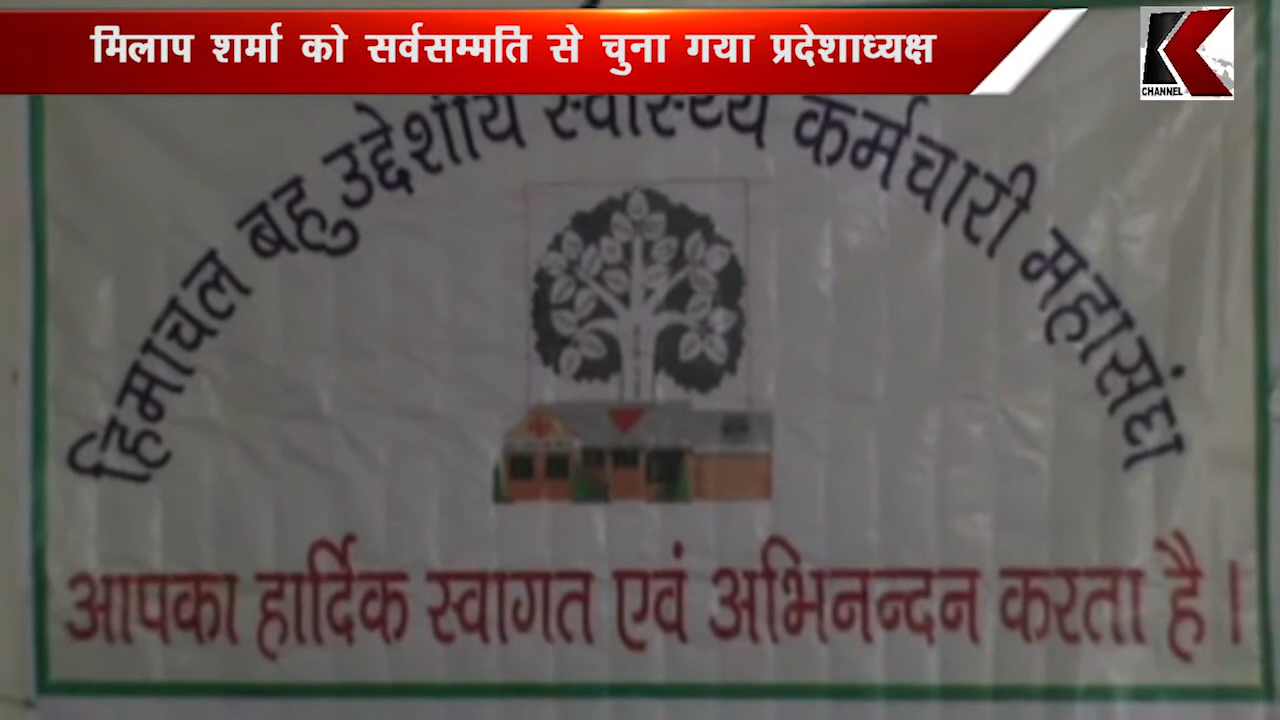 मिलाप शर्मा को सर्वसम्मति से चुना गया प्रदेशाध्यक्ष
K
CHANNEL
हिमाचल बहु उद्देशीय स्वास्थ्य कर्मचारी महासंघ
आपका हार्दिक स्वागत एवं अभिनन्दन करता है।